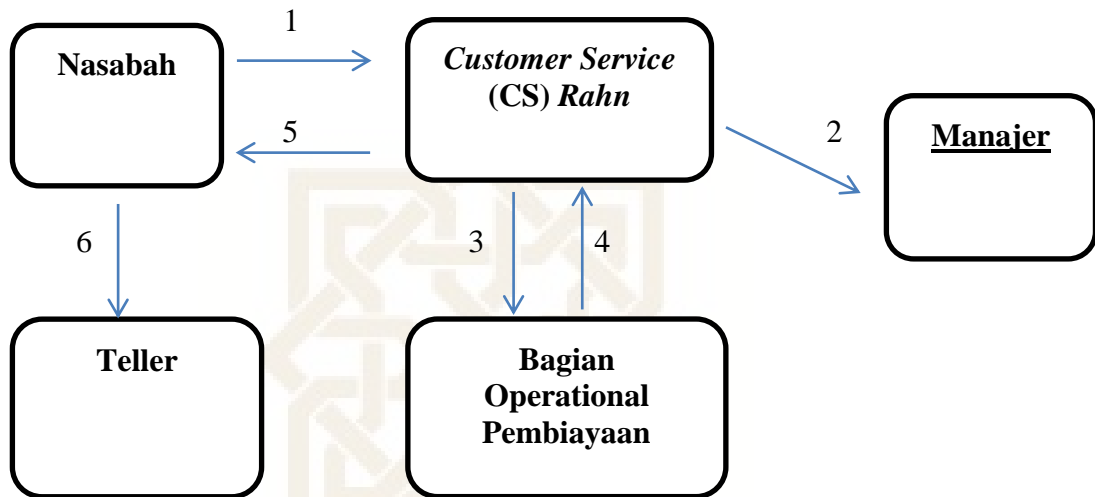 1
Nasabah
Customer Service
(CS) Rahn
5
2
Manajer
6
3
4
Teller
Bagian
Operational
Pembiayaan